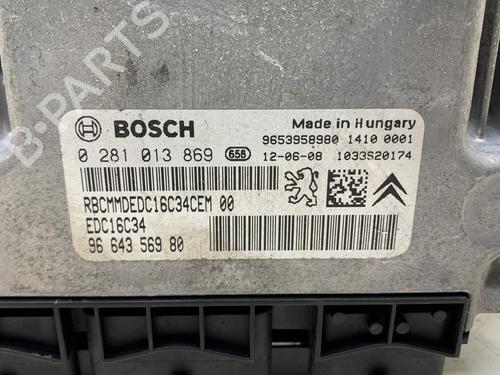 B-PARTS
BOSCH
Made in Hungary
9653958980 1410 0001
0 281 013 869 658 12-06-08 1033S20174
RBCMMDEDC16C34CEM 00
EDC16C34
96 643 569 80